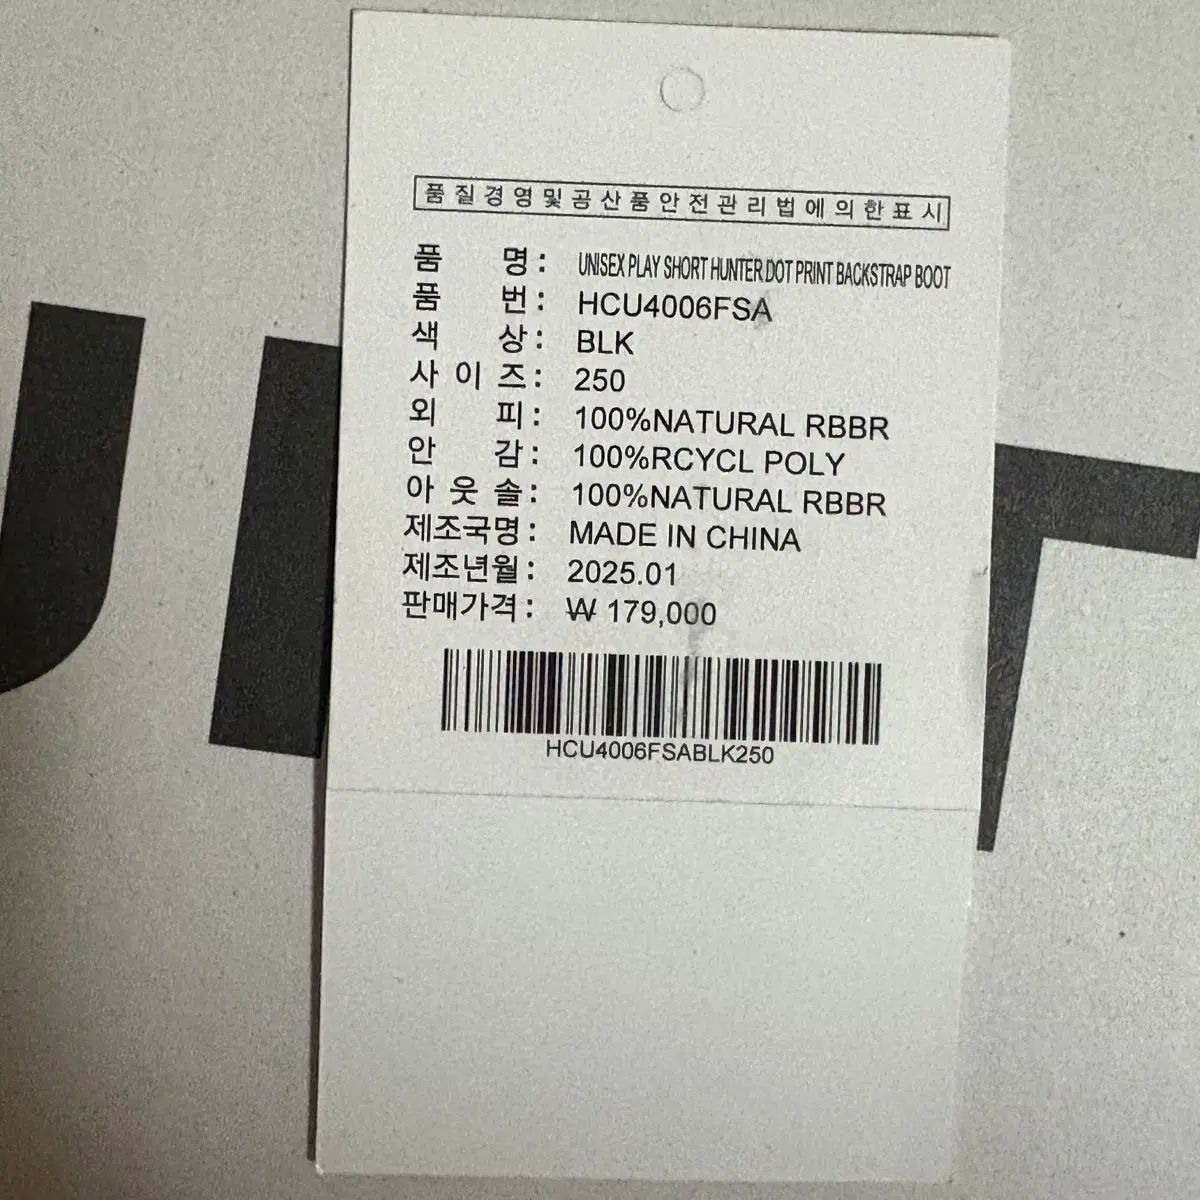 품질경영및공산품안전관리법에의한표시
품 명 : UNISEX PLAY SHORT HUNTER DOT PRINT BACKSTRAP BOOT
품 번 : HCU4006FSA
색 상 : BLK
사 이 즈 : 250
외 피 : 100%NATURAL RBBR
안 감 : 100%RCYCL POLY
아 웃 솔 : 100%NATURAL RBBR
제조국명 : MADE IN CHINA
제조년월 : 2025.01
판매가격 : ₩ 179,000
HCU4006FSABLK250